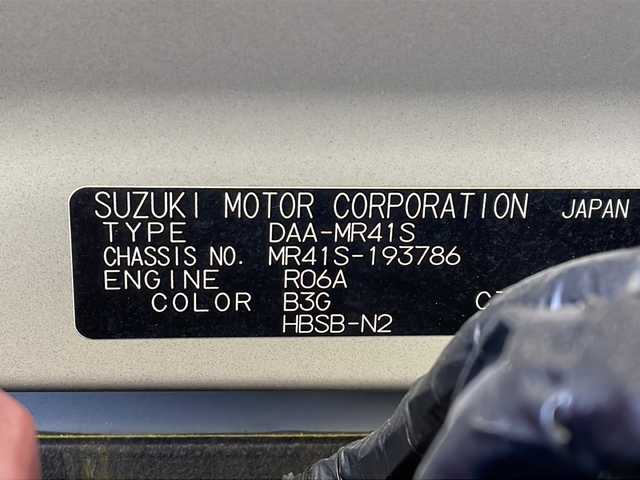 SUZUKI MOTOR CORPORATION JAPAN
TYPE DAA-MR41S
CHASSIS NO. MR41S-193786
ENGINE R06A
COLOR B3G
HBSB-N2